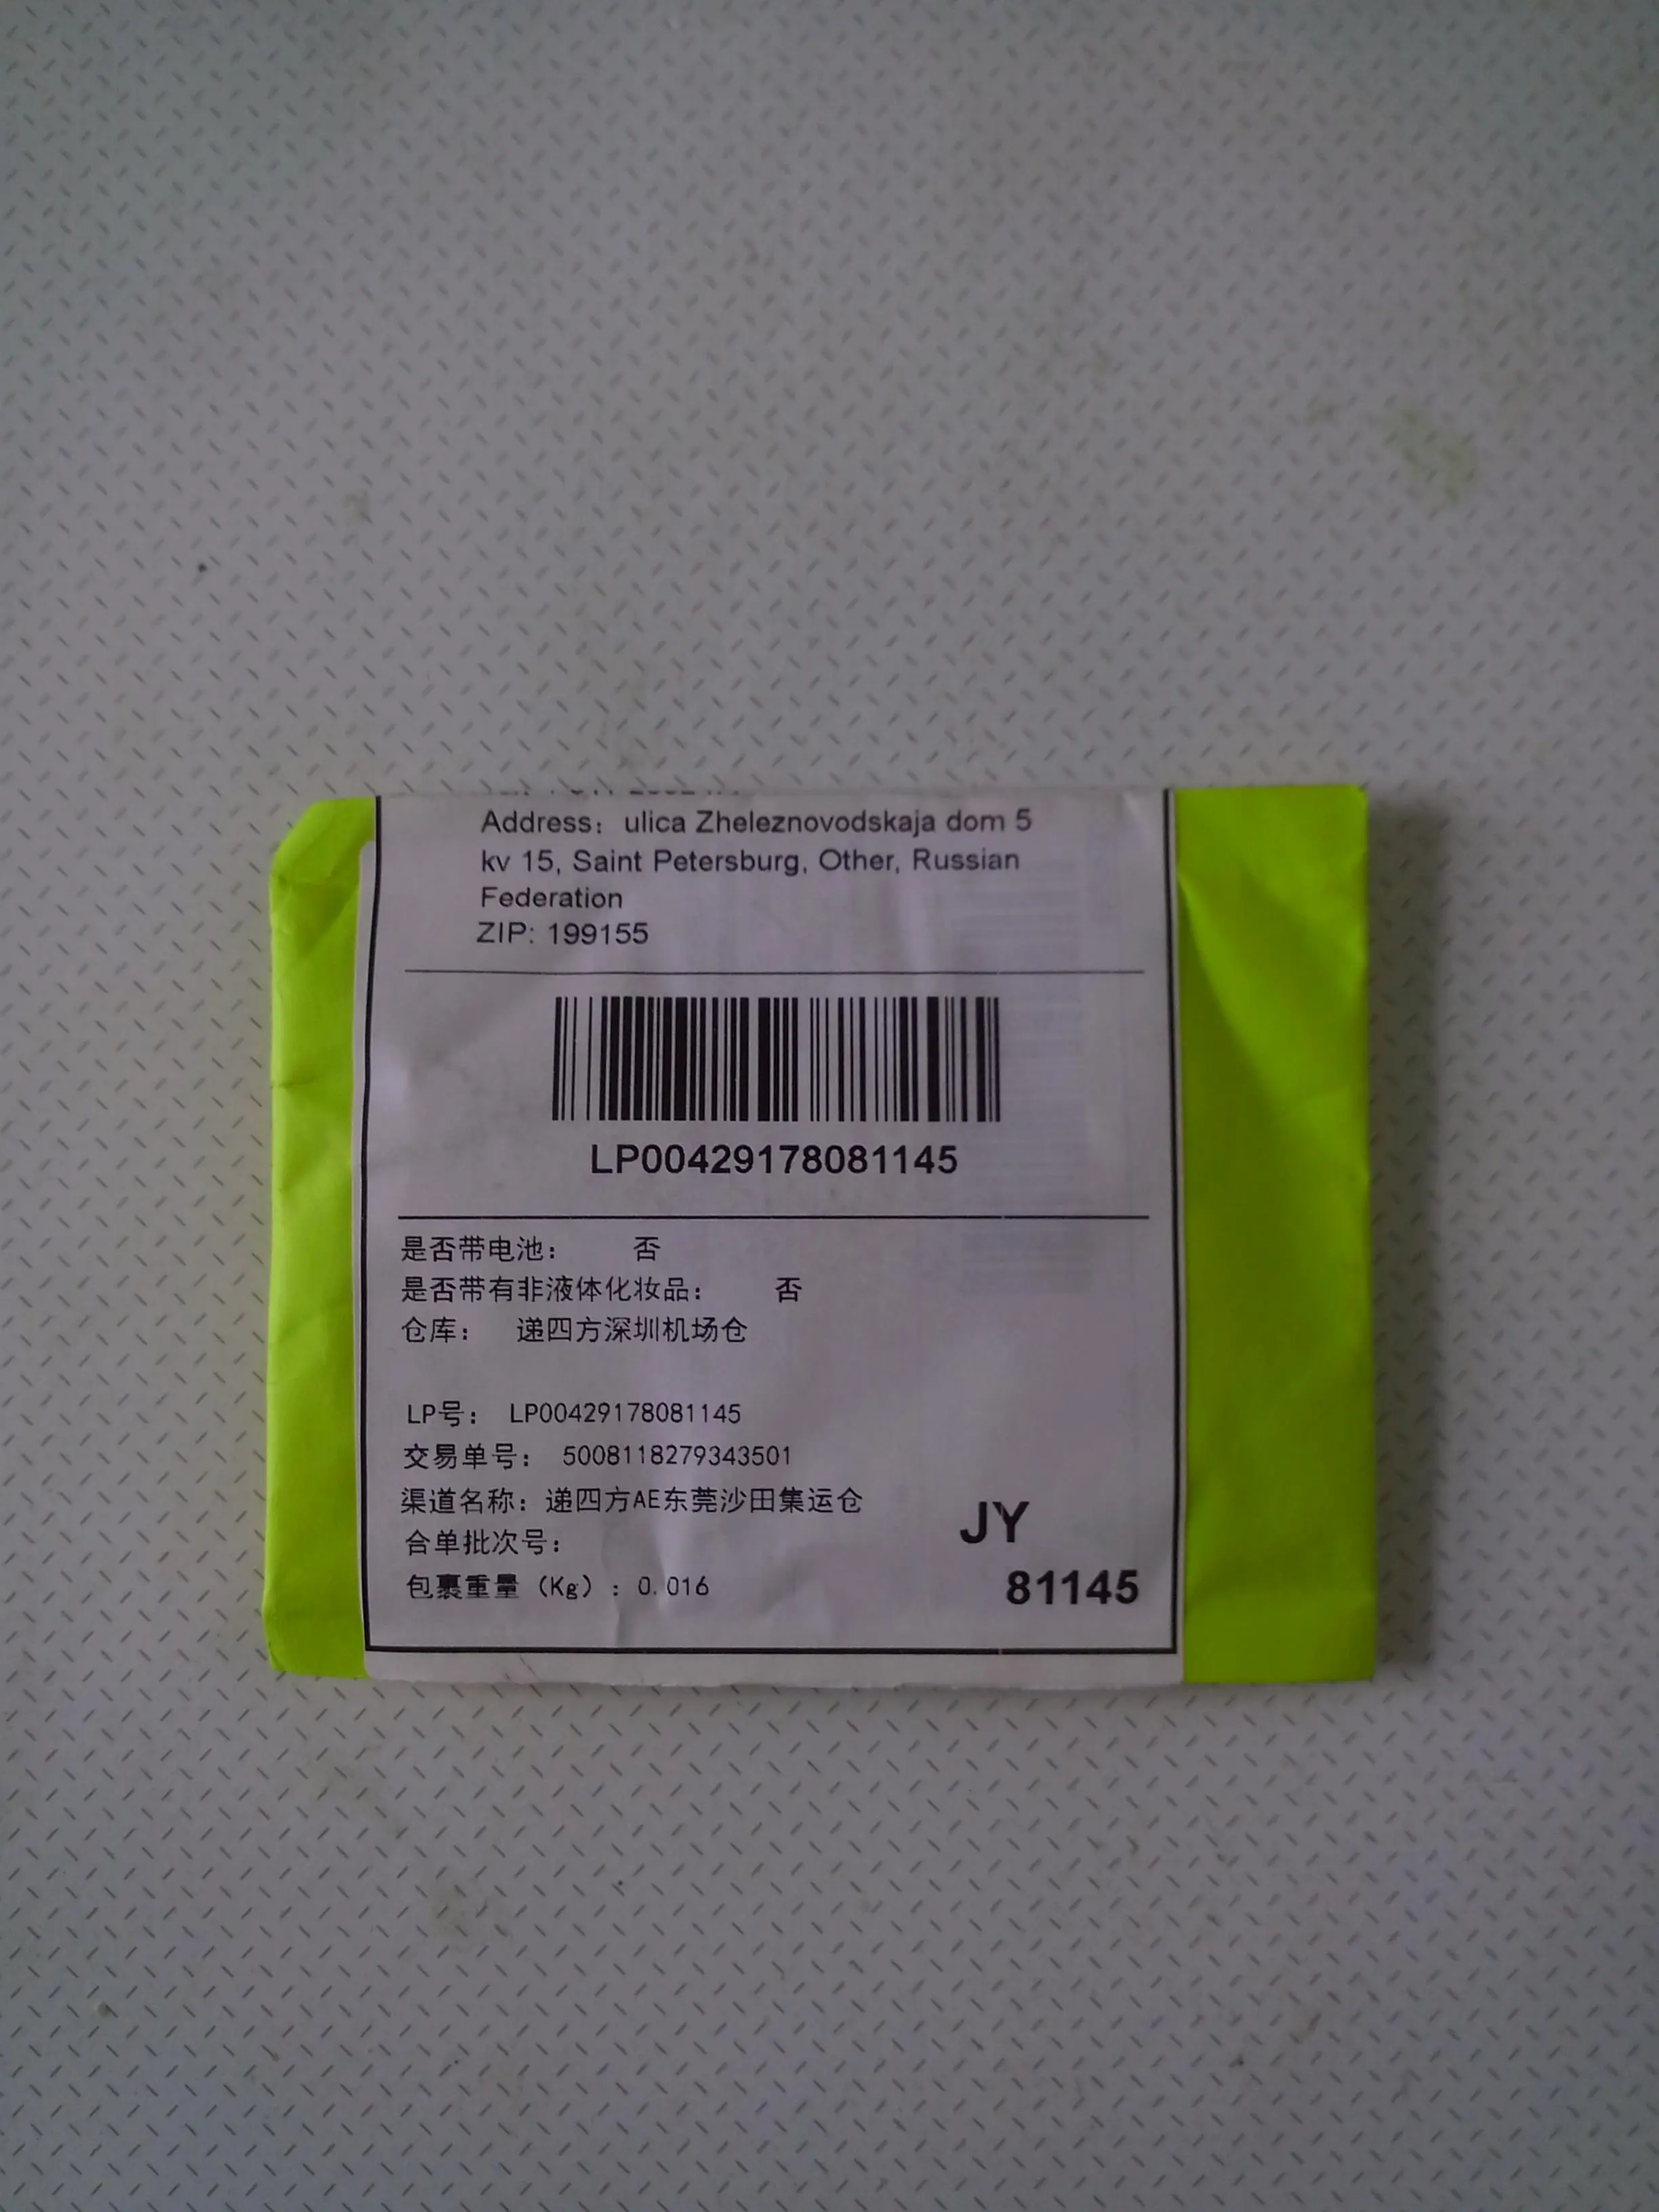 Address: ulica Zheleznovodskaja dom 5
kv 15, Saint Petersburg, Other, Russian
Federation
ZIP: 199155
LP00429178081145
是否带电池： 否
是否带有非液体化妆品： 否
仓库： 递四方深圳机场仓
LP号： LP00429178081145
交易单号： 5008118279343501
渠道名称：递四方AE东莞沙田集运仓
合单批次号：
包裹重量（Kg）：0.016
JY
81145